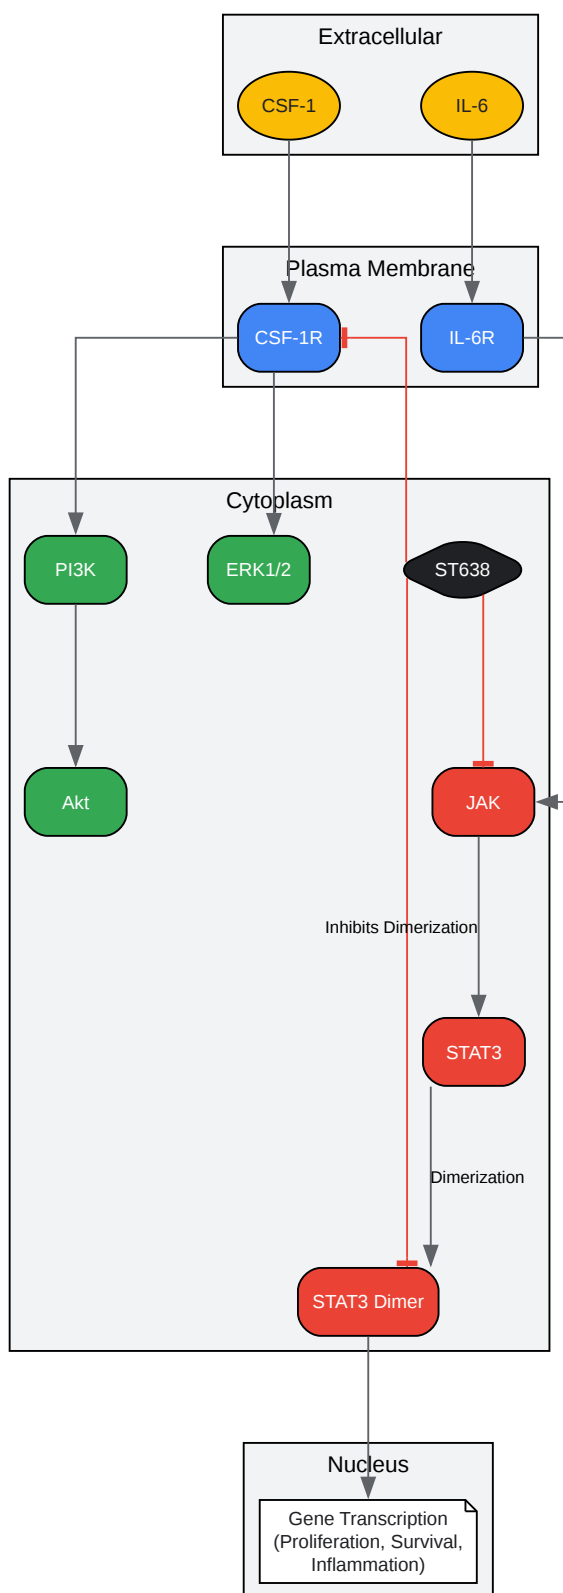 Extracellular
CSF-1
IL-6
Plasma Membrane
CSF-1R
IL-6R
Cytoplasm
PI3K
ERK1/2
ST638
Akt
JAK
Inhibits Dimerization
STAT3
Dimerization
STAT3 Dimer
Nucleus
Gene Transcription
(Proliferation, Survival,
Inflammation)